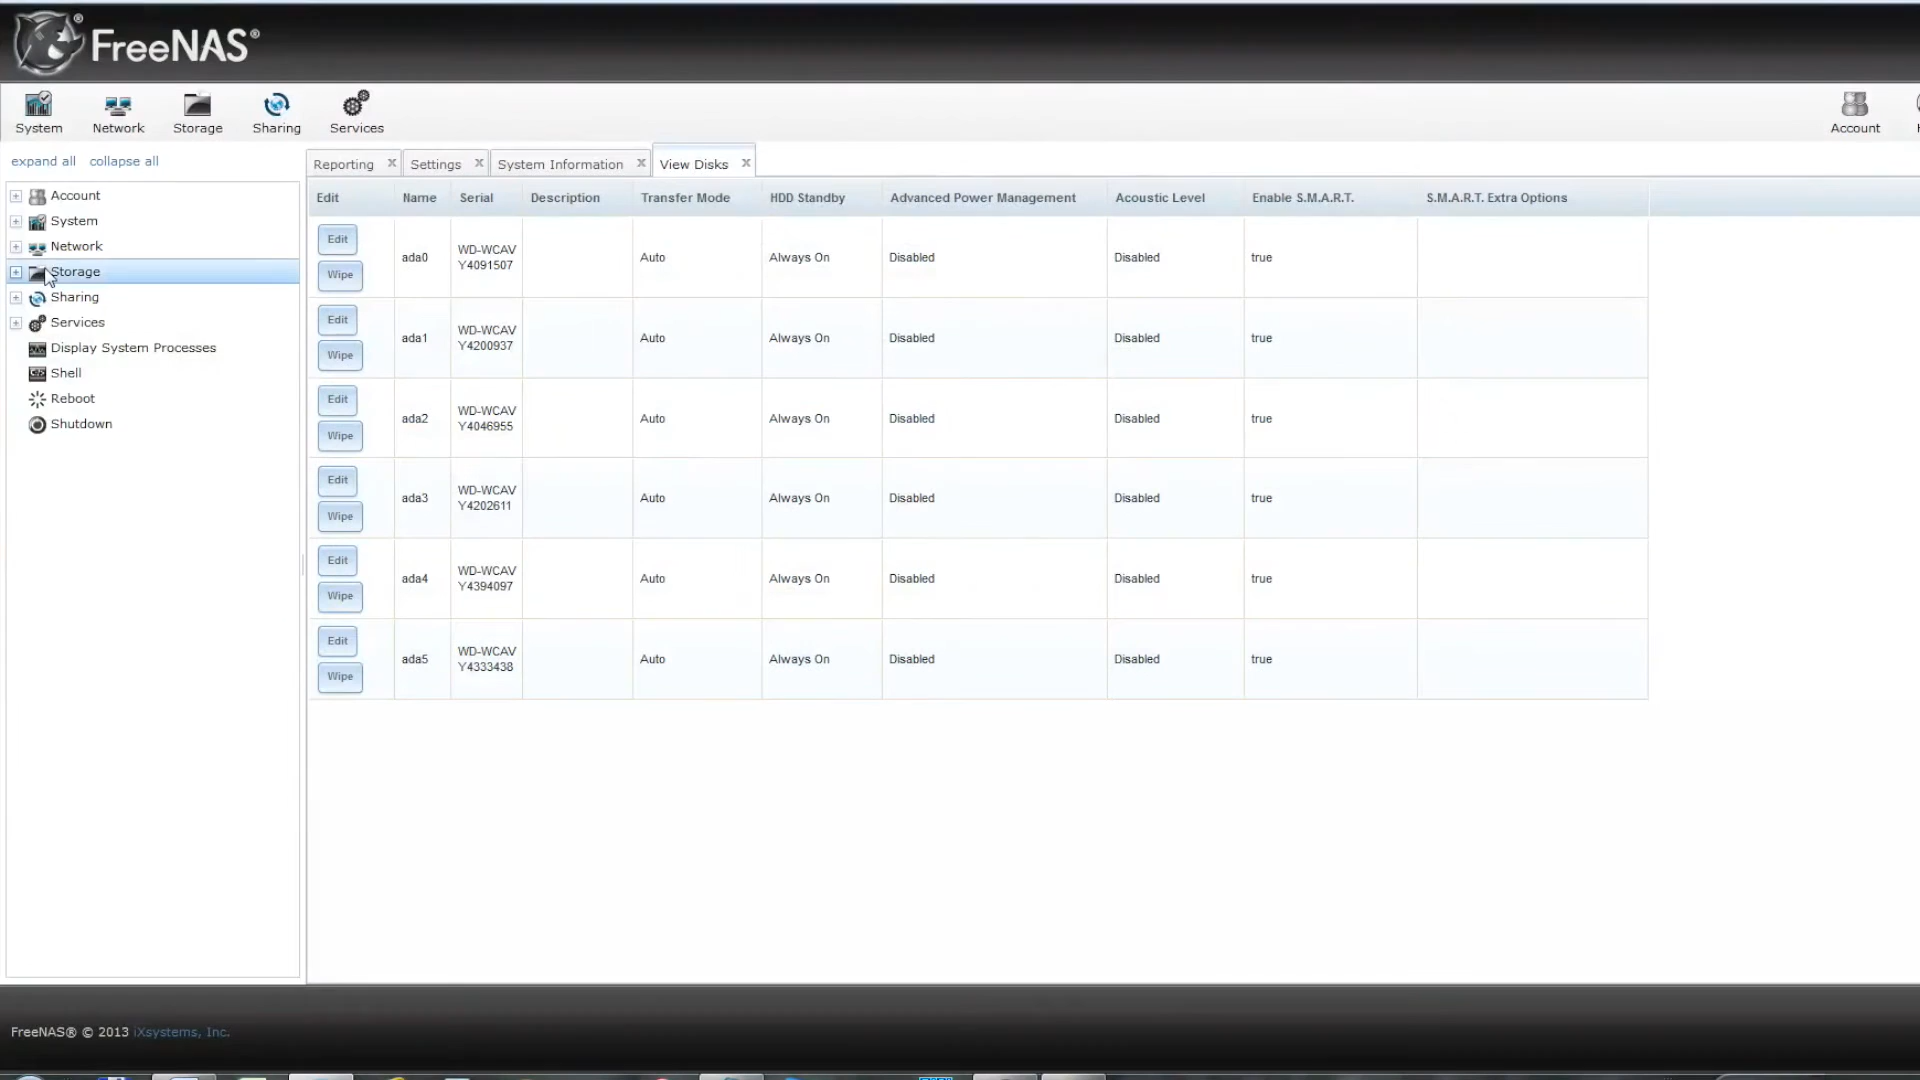 FreeNAS®
System Network Storage Sharing Services Account
expand all collapse all
Reporting Settings System Information View Disks
Account
System
Network
Storage
Sharing
Services
Display System Processes
Shell
Reboot
Shutdown
Edit Name Serial Description Transfer Mode HDD Standby Advanced Power Management Acoustic Level Enable S.M.A.R.T. S.M.A.R.T. Extra Options
Edit
Wipe
ada0
WD-WCAV
Y4091507
Auto Always On Disabled Disabled true
Edit
Wipe
ada1
WD-WCAV
Y4200937
Auto Always On Disabled Disabled true
Edit
Wipe
ada2
WD-WCAV
Y4046955
Auto Always On Disabled Disabled true
Edit
Wipe
ada3
WD-WCAV
Y4202611
Auto Always On Disabled Disabled true
Edit
Wipe
ada4
WD-WCAV
Y4394097
Auto Always On Disabled Disabled true
Edit
Wipe
ada5
WD-WCAV
Y4333438
Auto Always On Disabled Disabled true
FreeNAS® © 2013 iXsystems, Inc.